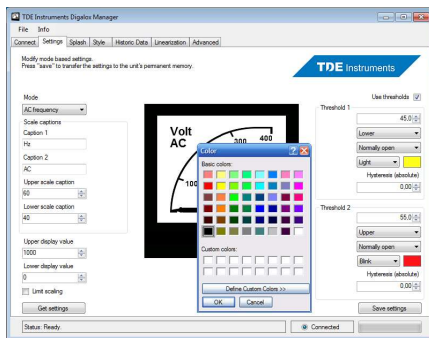 TDE Instruments Digalox Manager
File Info
Connect Settings Splash Style Historic Data Linearization Advanced
Modify mode based settings.
Press "save" to transfer the settings to the unit's permanent memory.
TDE Instruments
Mode
AC frequency
Scale captions
Caption 1
Hz
Caption 2
AC
Upper scale caption
60
Lower scale caption
40
Upper display value
1000
Lower display value
0
Limit scaling
Get settings
Volt
AC
100
300
400
Color
Basic colors:
Custom colors:
Define Custom Colors >>
OK Cancel
Use thresholds
Threshold 1
45,0
Lower
Normally open
Light
Hysteresis (absolute)
0,00
Threshold 2
55,0
Upper
Normally open
Blink
Hysteresis (absolute)
0,00
Save settings
Status: Ready
Connected